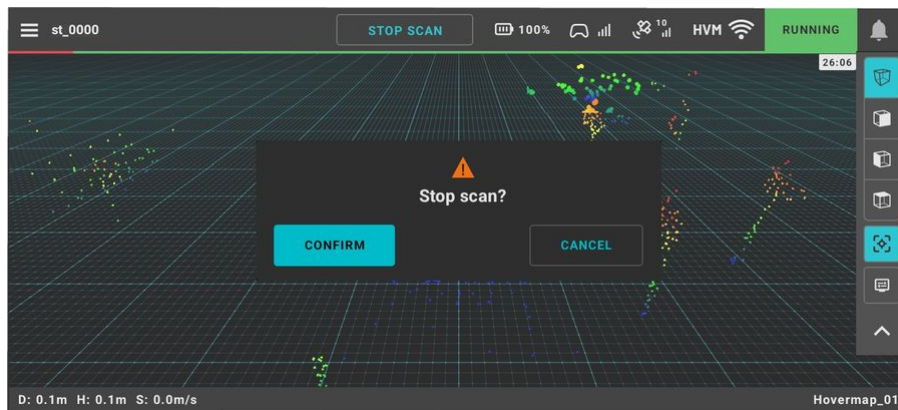 st_0000
STOP SCAN
100%
10
HVM
RUNNING
26:06
Stop scan?
CONFIRM
CANCEL
D: 0.1m H: 0.1m S: 0.0m/s
Hovermap_01